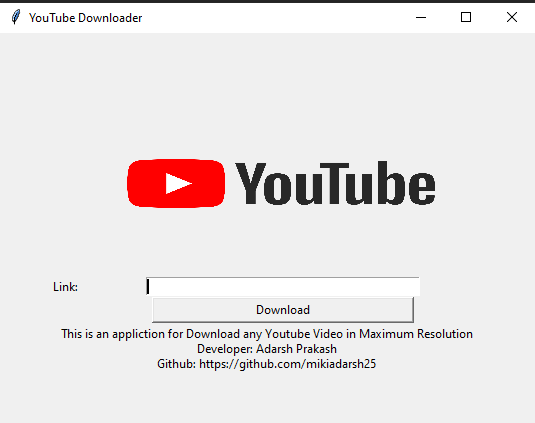 YouTube Downloader
YouTube
Link:
Download
This is an appliction for Download any Youtube Video in Maximum Resolution
Developer: Adarsh Prakash
Github: https://github.com/mikiadarsh25